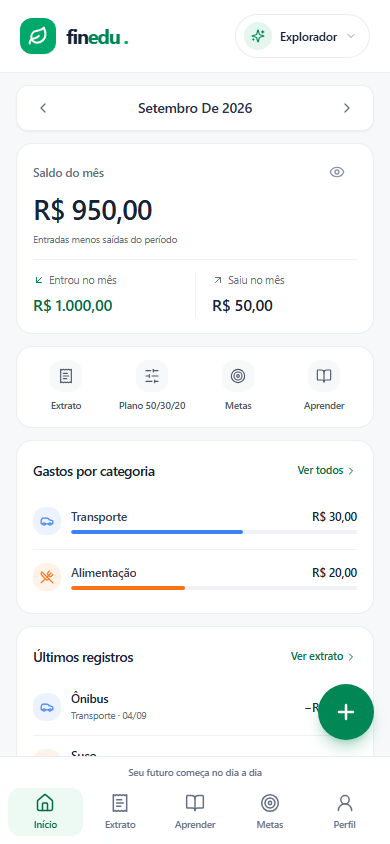 finedu.
Explorador
Setembro De 2026
Saldo do mês
R$ 950,00
Entradas menos saídas do período
Entrou no mês
Saiu no mês
R$ 1.000,00
R$ 50,00
Extrato
Plano 50/30/20
Metas
Aprender
Gastos por categoria
Ver todos
Transporte
R$ 30,00
Alimentação
R$ 20,00
Últimos registros
Ver extrato
Ônibus
Transporte · 04/09
Seu futuro começa no dia a dia
Início
Extrato
Aprender
Metas
Perfil